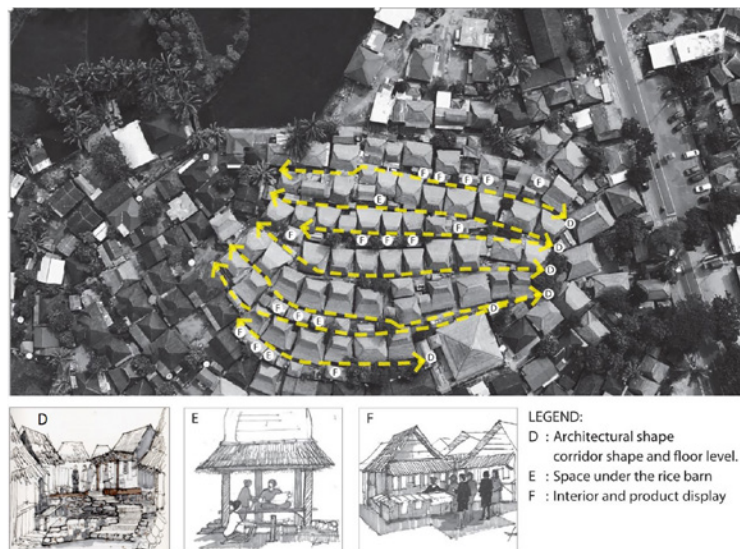 F F F F F
E
F D
F F F F D
D
D
F F F D
F
F
E D
F
D
E
F
LEGEND:
D : Architectural shape
corridor shape and floor level.
E : Space under the rice barn
F : Interior and product display